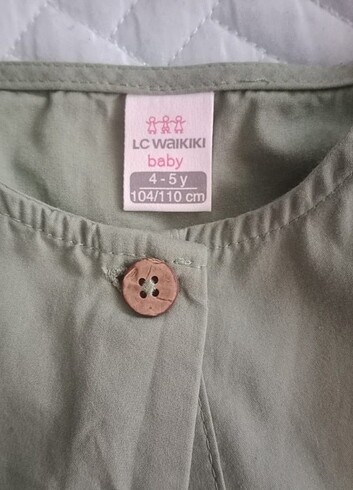 LC WAIKIKI
baby
4 - 5 y
104/110 cm